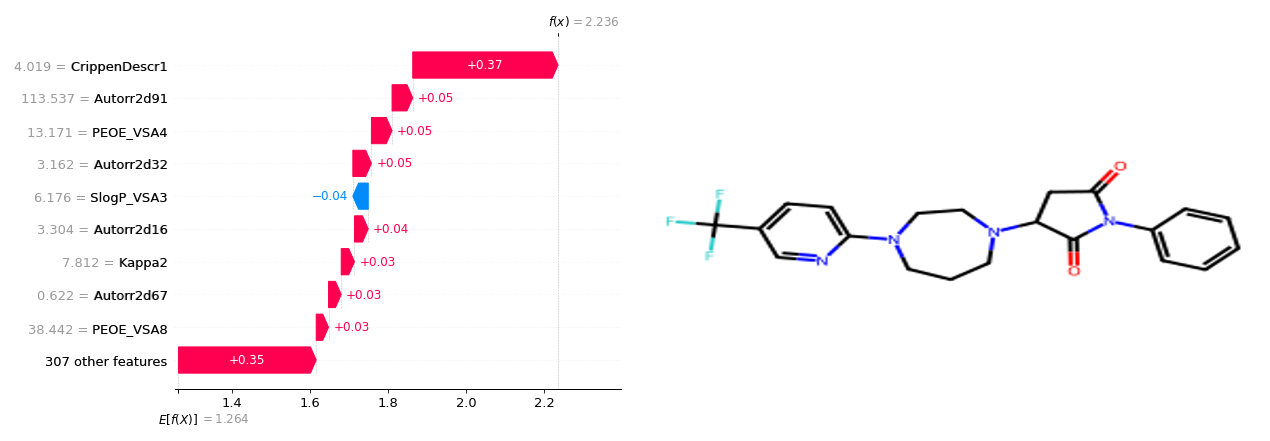 f(x) = 2.236
4.019 = CrippenDescr1
+0.37
113.537 = Autorr2d91
+0.05
13.171 = PEOE_VSA4
+0.05
3.162 = Autorr2d32
+0.05
6.176 = SlogP_VSA3
−0.04
3.304 = Autorr2d16
+0.04
7.812 = Kappa2
+0.03
0.622 = Autorr2d67
+0.03
38.442 = PEOE_VSA8
+0.03
307 other features
+0.35
1.4 1.6 1.8 2.0 2.2
E[f(X)] = 1.264
F
F
F
N
N
N
O
N
O